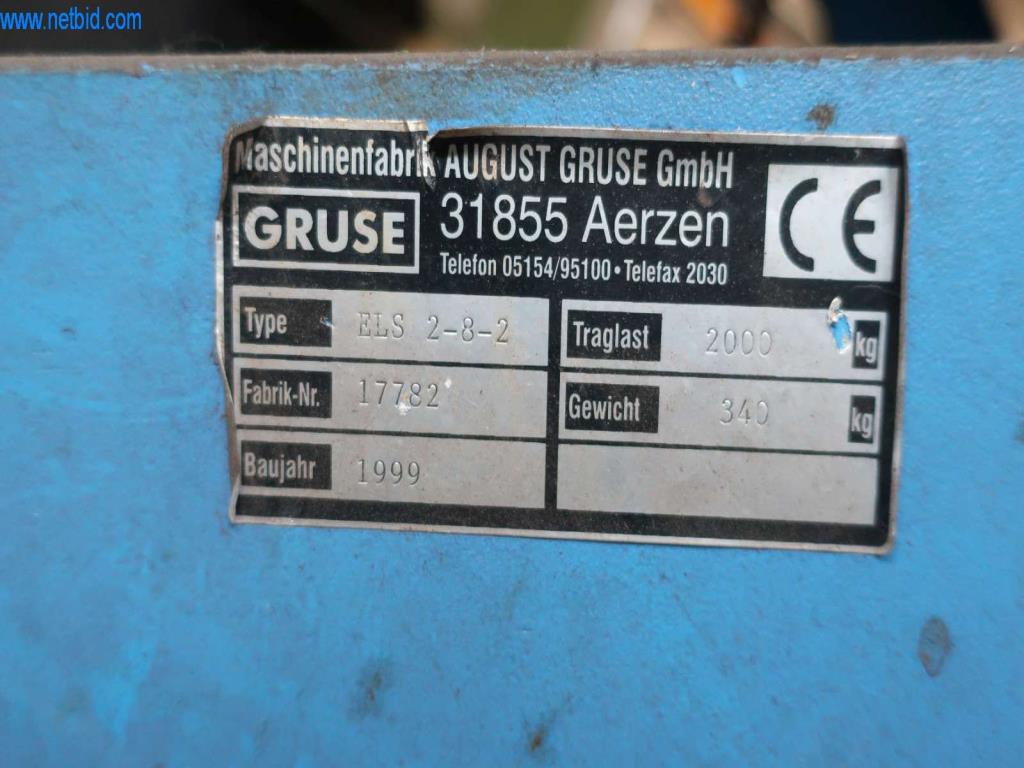 www.netbid.com
Maschinenfabrik AUGUST GRUSE GmbH
GRUSE
31855 Aerzen
Telefon 05154/95100 • Telefax 2030
CE
Type ELS 2-8-2
Traglast 2000 kg
Fabrik-Nr. 17782
Gewicht 340 kg
Baujahr 1999